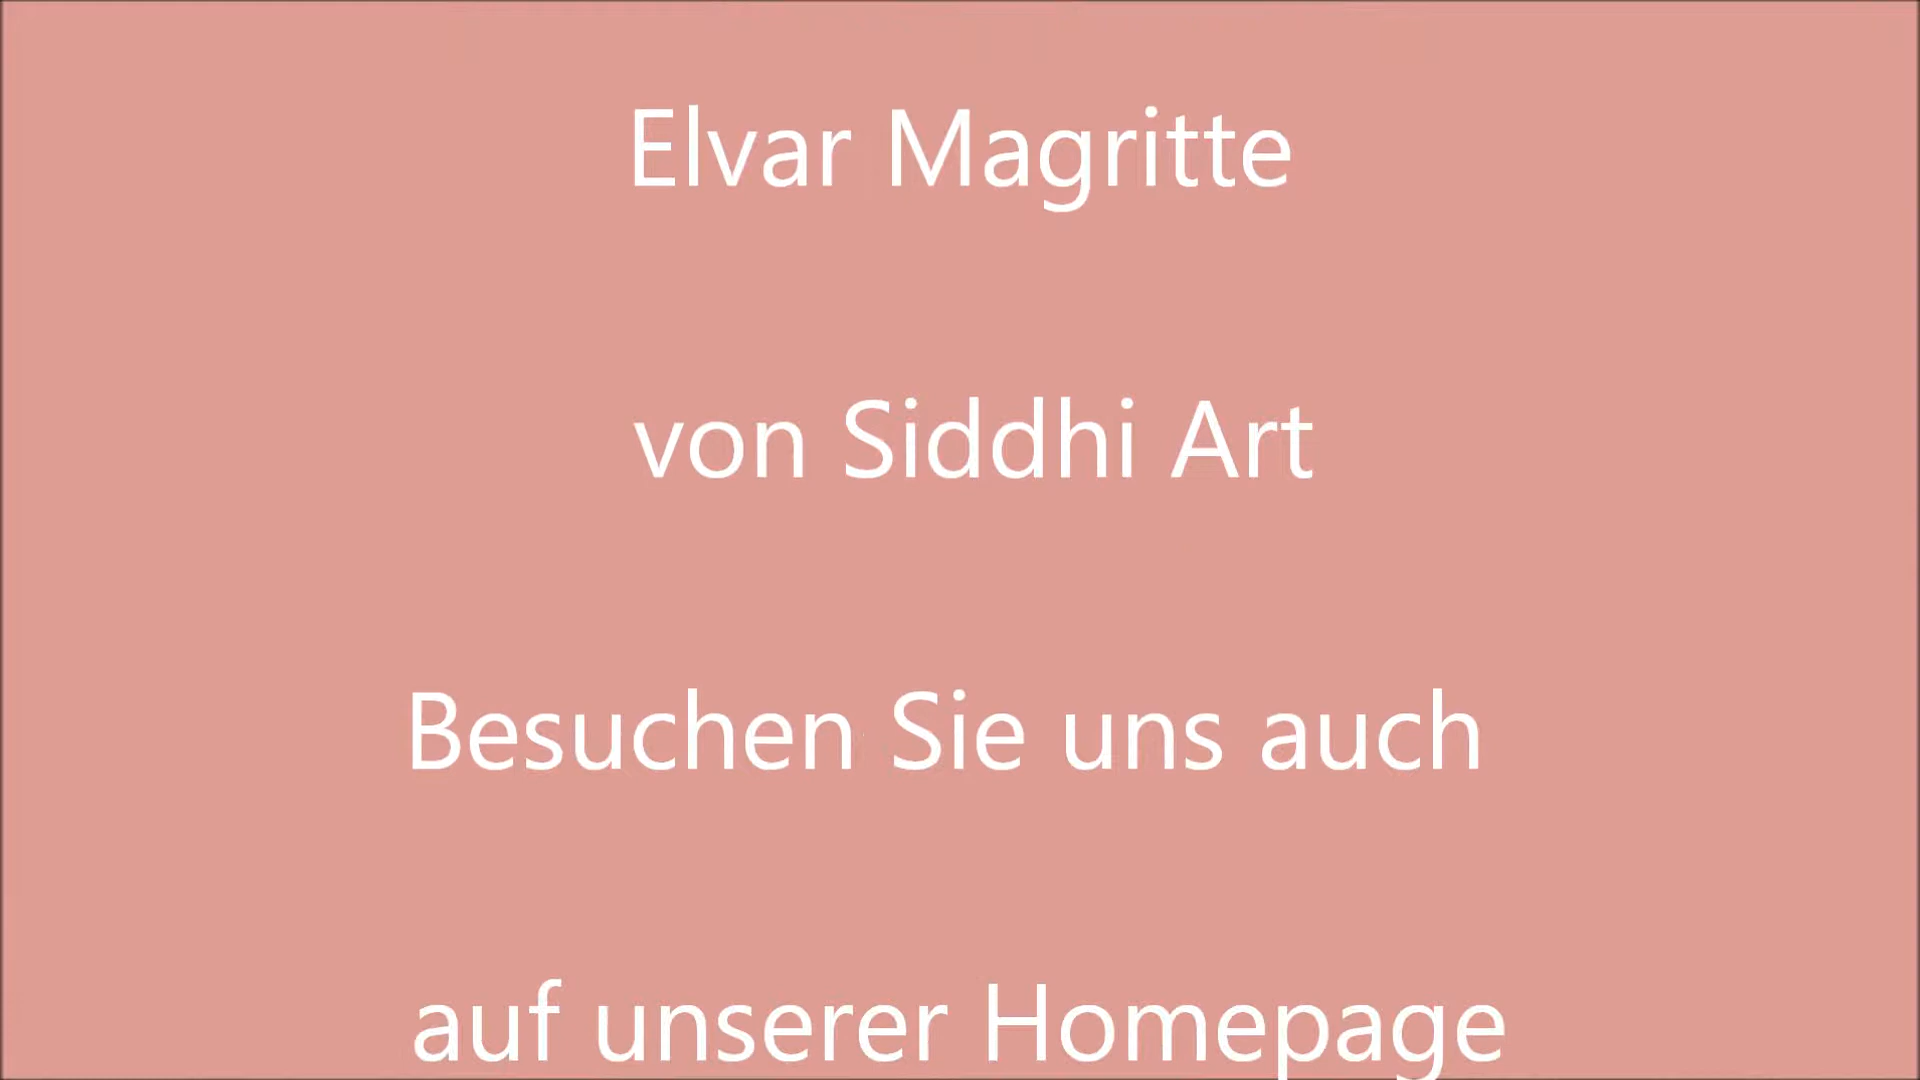 Elvar Magritte
von Siddhi Art
Besuchen Sie uns auch
auf unserer Homepage